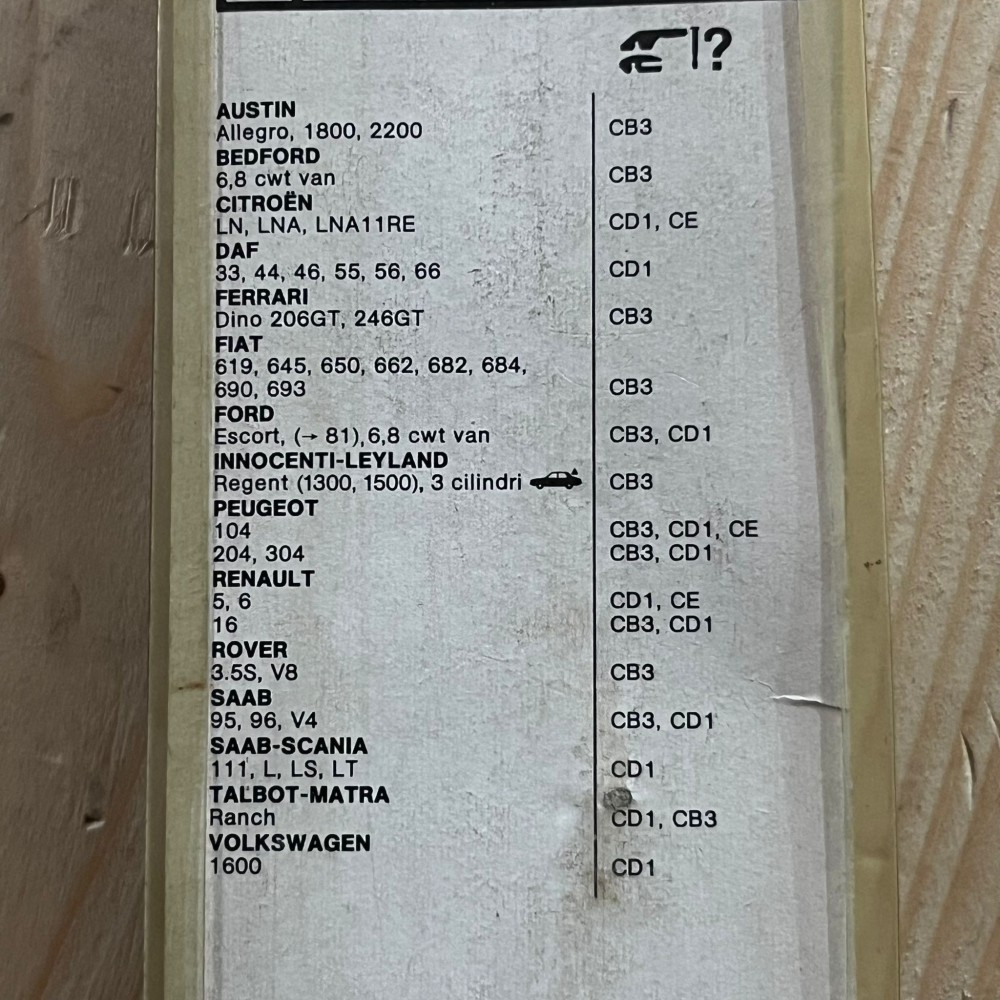 ?
AUSTIN
Allegro, 1800, 2200 CB3
BEDFORD
6,8 cwt van CB3
CITROËN
LN, LNA, LNA11RE CD1, CE
DAF
33, 44, 46, 55, 56, 66 CD1
FERRARI
Dino 206GT, 246GT CB3
FIAT
619, 645, 650, 662, 682, 684,
690, 693 CB3
FORD
Escort, (→ 81), 6,8 cwt van CB3, CD1
INNOCENTI-LEYLAND
Regent (1300, 1500), 3 cilindri CB3
PEUGEOT
104 CB3, CD1, CE
204, 304 CB3, CD1
RENAULT
5, 6 CD1, CE
16 CB3, CD1
ROVER
3.5S, V8 CB3
SAAB
95, 96, V4 CB3, CD1
SAAB-SCANIA
111, L, LS, LT CD1
TALBOT-MATRA
Ranch CD1, CB3
VOLKSWAGEN
1600 CD1